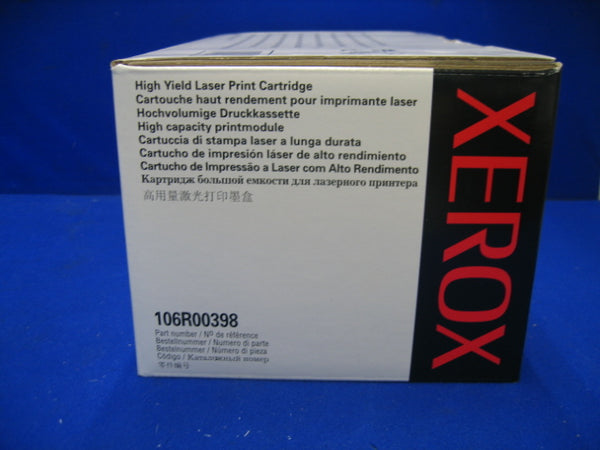 High Yield Laser Print Cartridge
Cartouche haut rendement pour imprimante laser
Hochvolumige Druckkassette
High capacity printmodule
Cartuccia di stampa laser a lunga durata
Cartucho de impresión láser de alto rendimiento
Cartucho de Impressão a Laser com Alto Rendimento
Картридж большой емкости для лазерного принтера
高用量激光打印墨盒
106R00398
Part number / Nº de référence
Bestellnummer / Numero di parte
Bestelnummer / Número di pieza
Código / Каталожный номер
零件编号
XEROX